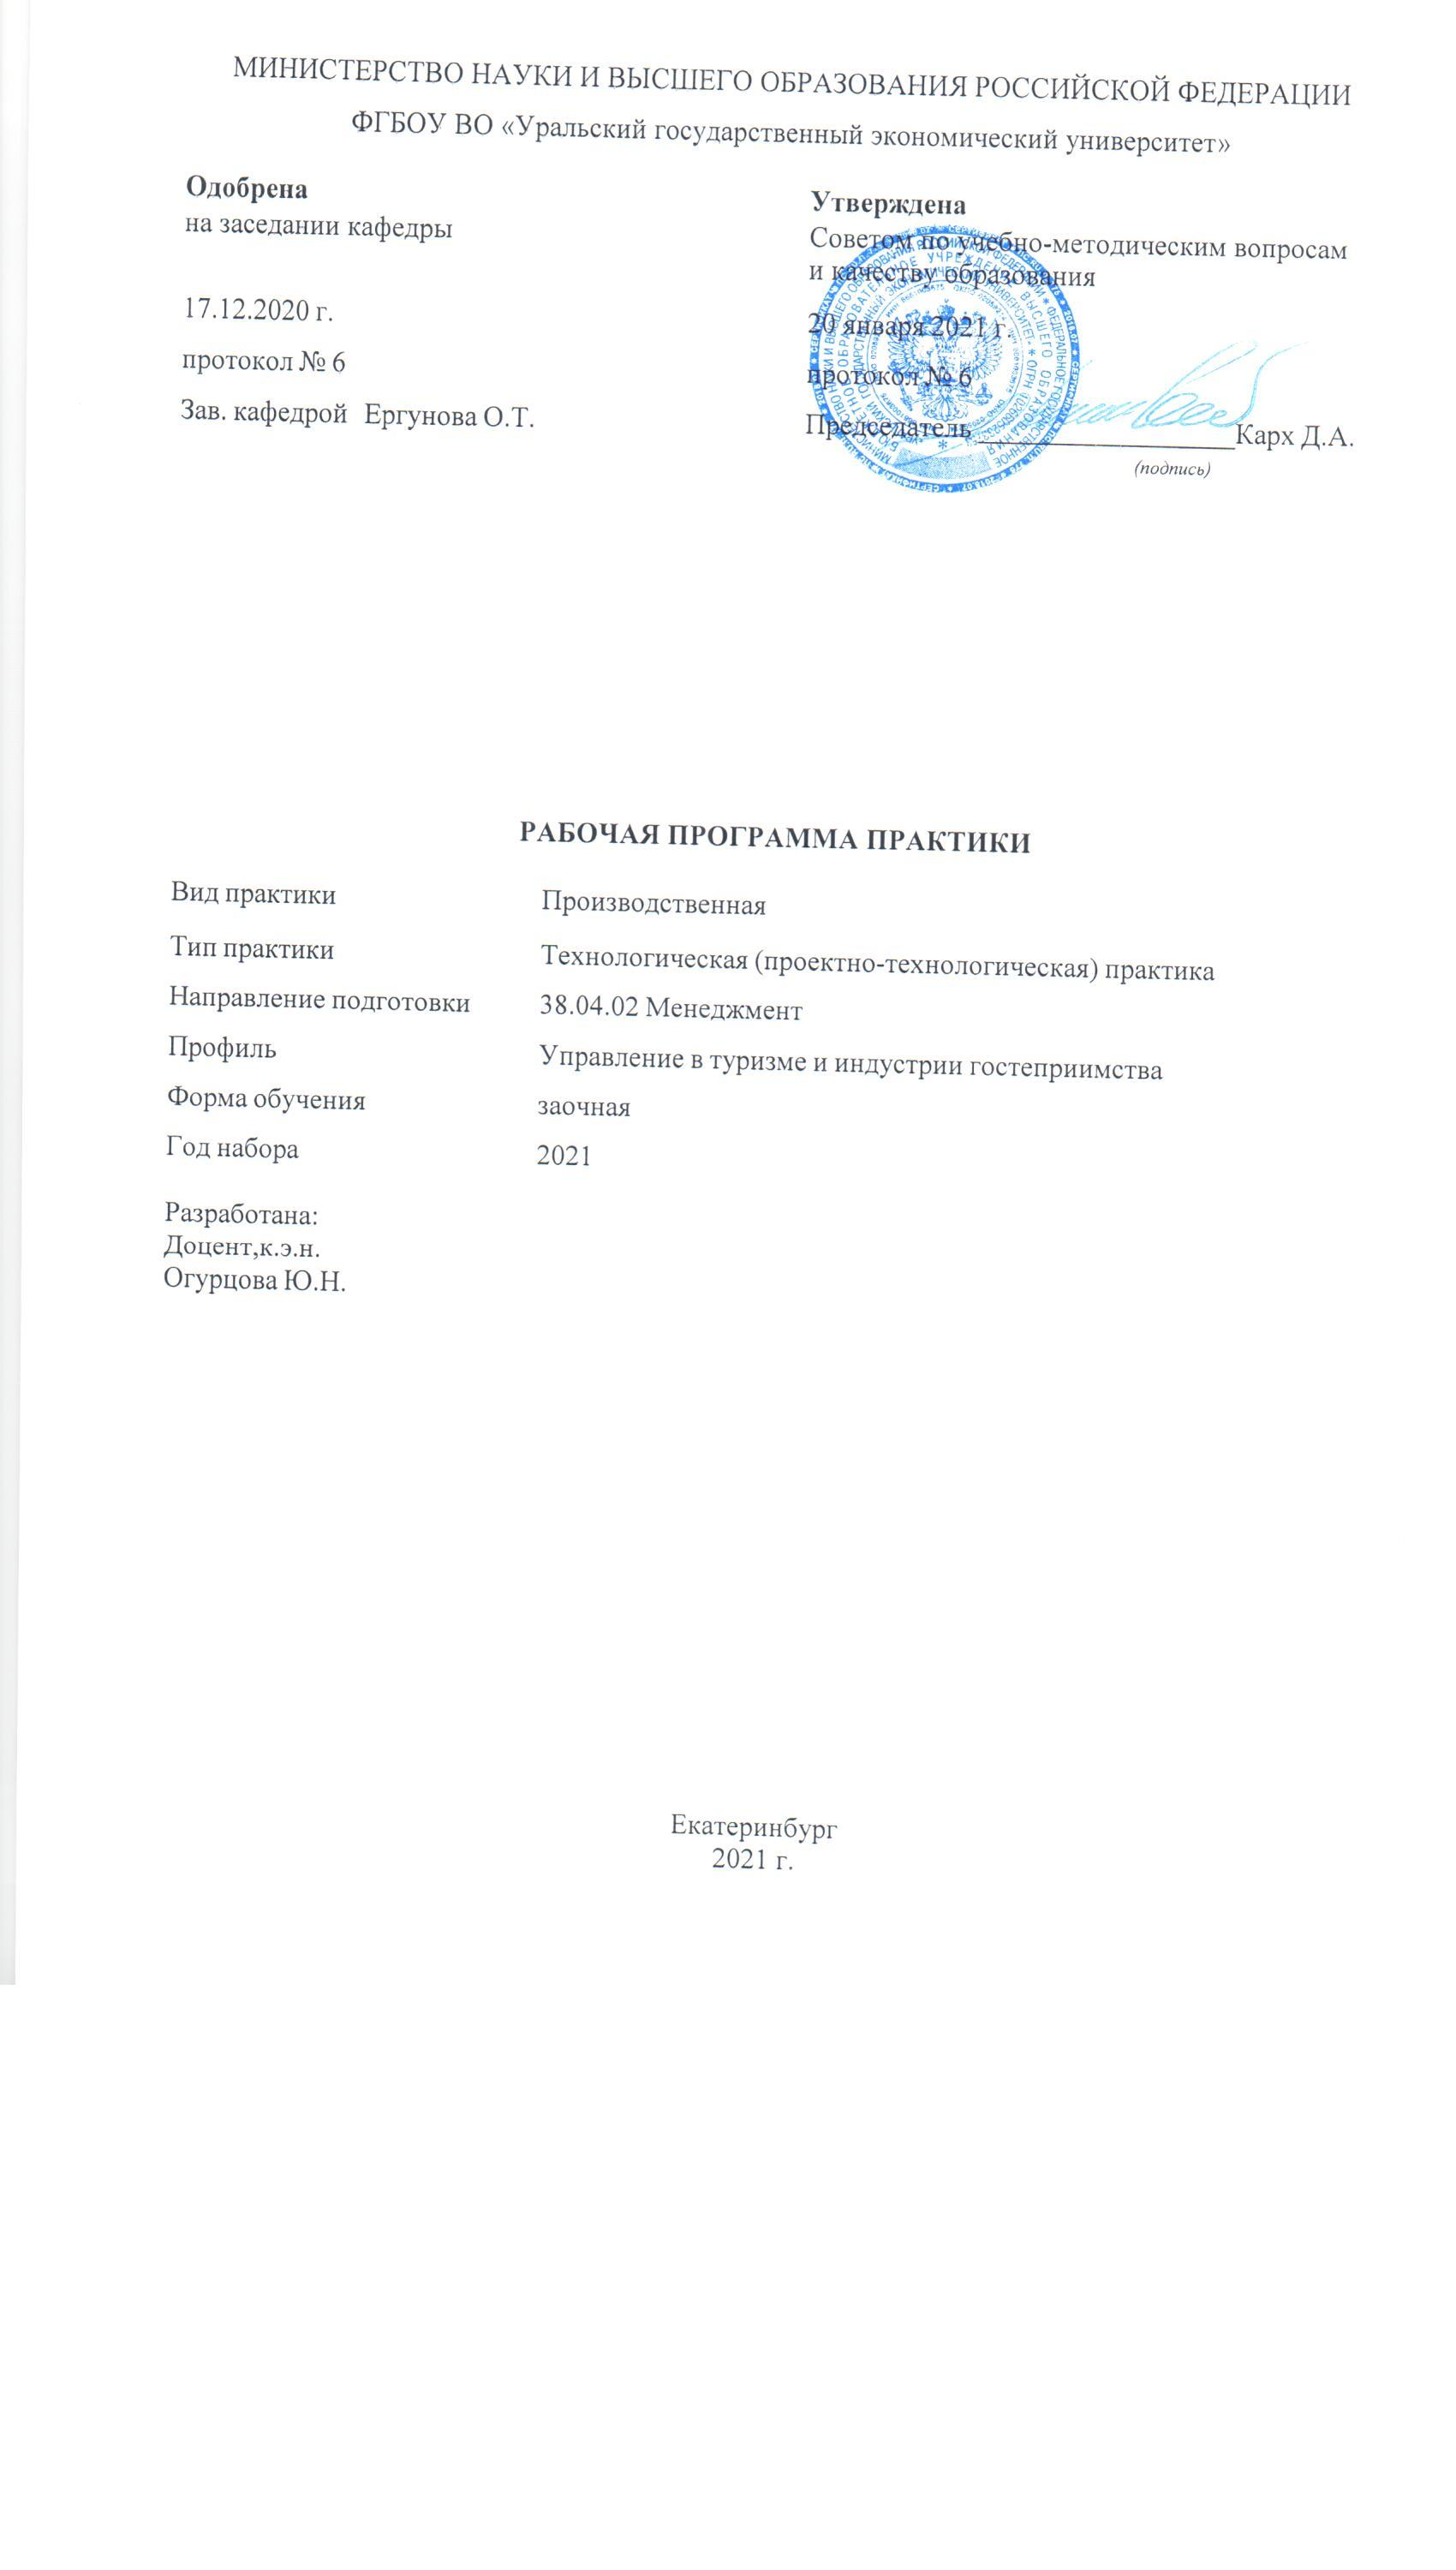 МИНИСТЕРСТВО НАУКИ И ВЫСШЕГО ОБРАЗОВАНИЯ РОССИЙСКОЙ ФЕДЕРАЦИИ
ФГБОУ ВО «Уральский государственный экономический университет»
Одобрена
на заседании кафедры
17.12.2020 г.
протокол № 6
Зав. кафедрой Ергунова О.Т.
Утверждена
Советом по учебно-методическим вопросам
и качеству образования
20 января 2021 г.
протокол № 6
Председатель Карх Д.А.
(подпись)
РАБОЧАЯ ПРОГРАММА ПРАКТИКИ
Вид практики Производственная
Тип практики Технологическая (проектно-технологическая) практика
Направление подготовки 38.04.02 Менеджмент
Профиль Управление в туризме и индустрии гостеприимства
Форма обучения заочная
Год набора 2021
Разработана:
Доцент,к.э.н.
Огурцова Ю.Н.
Екатеринбург
2021 г.